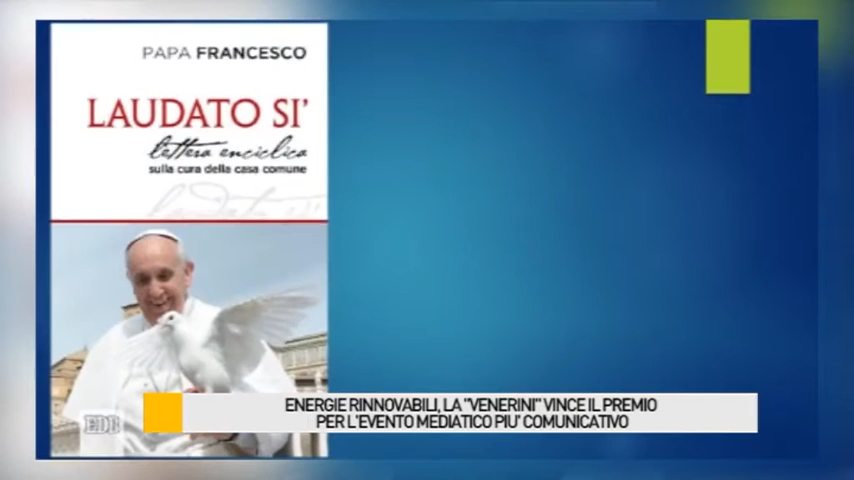 PAPA FRANCESCO
LAUDATO SI'
lettera enciclica
sulla cura della casa comune
EDB
ENERGIE RINNOVABILI, LA "VENERINI" VINCE IL PREMIO
PER L'EVENTO MEDIATICO PIU' COMUNICATIVO